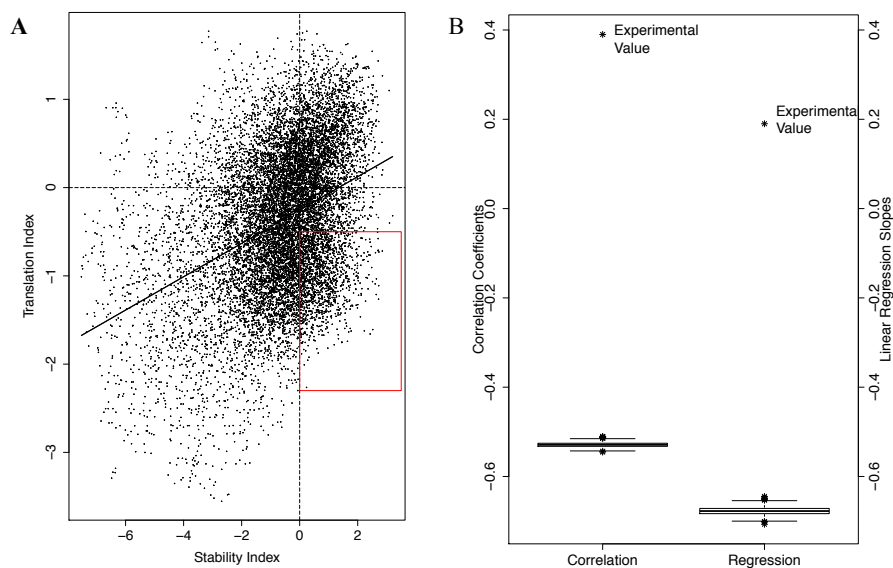 A
Translation Index
1
0
−1
−2
−3
−6
−4
−2
0
2
Stability Index
B
Correlation Coefficients
0.4
0.2
0.0
−0.2
−0.4
−0.6
Experimental
Value
Experimental
Value
0.4
0.2
0.0
−0.2
−0.4
−0.6
Linear Regression Slopes
Correlation
Regression